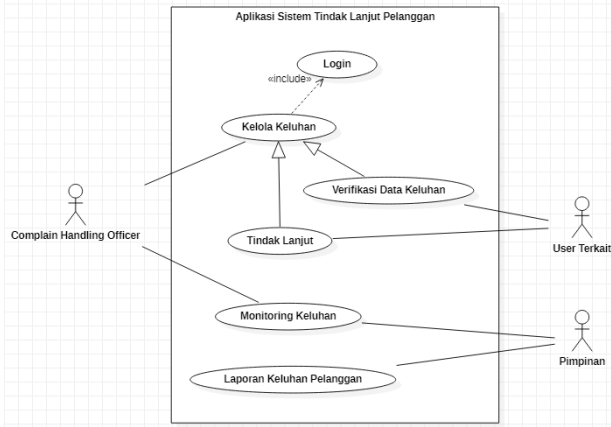 Aplikasi Sistem Tindak Lanjut Pelanggan
Login
«include»
Kelola Keluhan
Verifikasi Data Keluhan
Complain Handling Officer
Tindak Lanjut
User Terkait
Monitoring Keluhan
Pimpinan
Laporan Keluhan Pelanggan